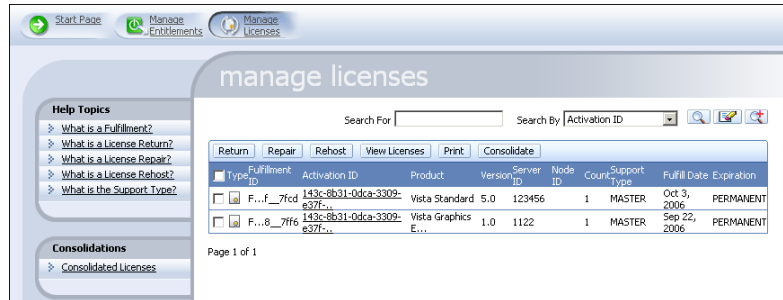 Start Page
Manage Entitlements
Manage Licenses
manage licenses
Help Topics
What is a Fulfillment?
What is a License Return?
What is a License Repair?
What is a License Rehost?
What is the Support Type?
Consolidations
Consolidated Licenses
Search For
Search By Activation ID
Return Repair Rehost View Licenses Print Consolidate
Type Fulfillment ID Activation ID Product Version Server ID Node ID Count Support Type Fulfill Date Expiration
F...f__7fcd 143c-8b31-0dca-3309-e37f-.. Vista Standard 5.0 123456 1 MASTER Oct 3, 2006 PERMANENT
F...8__7ff6 143c-8b31-0dca-3309-e37f-.. Vista Graphics E... 1.0 1122 1 MASTER Sep 22, 2006 PERMANENT
Page 1 of 1